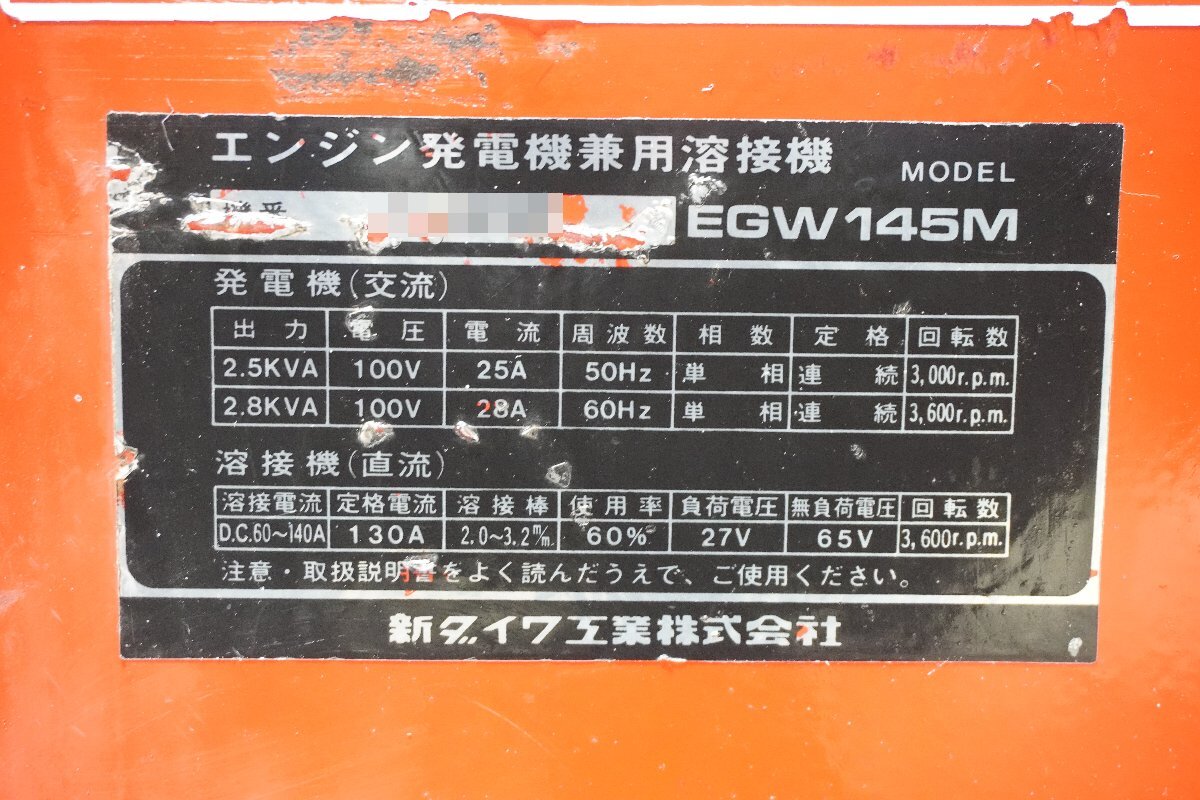 エンジン発電機兼用溶接機
MODEL
機番
EGW145M
発電機(交流)
出力 電圧 電流 周波数 相数 定格 回転数
2.5KVA 100V 25A 50Hz 単相 連続 3,000r.p.m.
2.8KVA 100V 28A 60Hz 単相 連続 3,600r.p.m.
溶接機(直流)
溶接電流 定格電流 溶接棒 使用率 負荷電圧 無負荷電圧 回転数
D.C.60～140A 130A 2.0～3.2m/m 60% 27V 65V 3,600r.p.m.
注意・取扱説明書をよく読んだうえで、ご使用ください。
新ダイワ工業株式会社